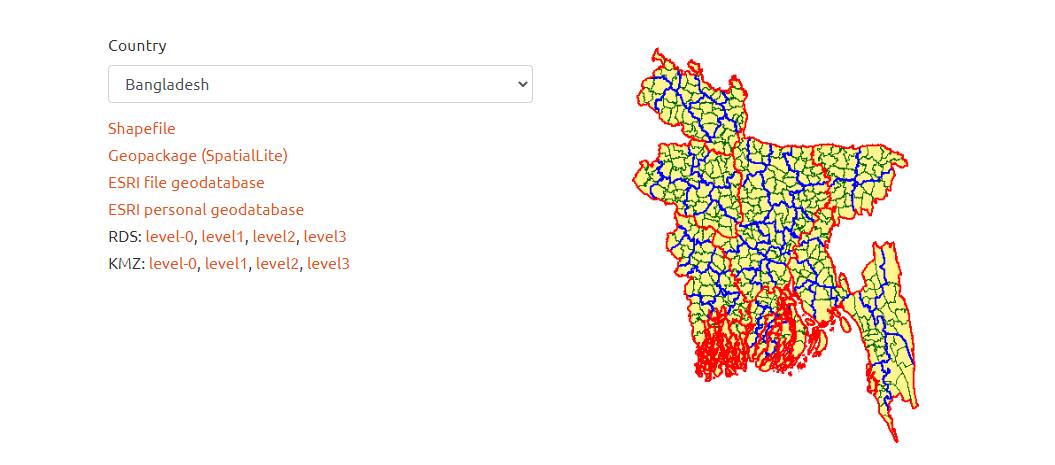 Country
Bangladesh
Shapefile
Geopackage (SpatialLite)
ESRI file geodatabase
ESRI personal geodatabase
RDS: level-0, level1, level2, level3
KMZ: level-0, level1, level2, level3